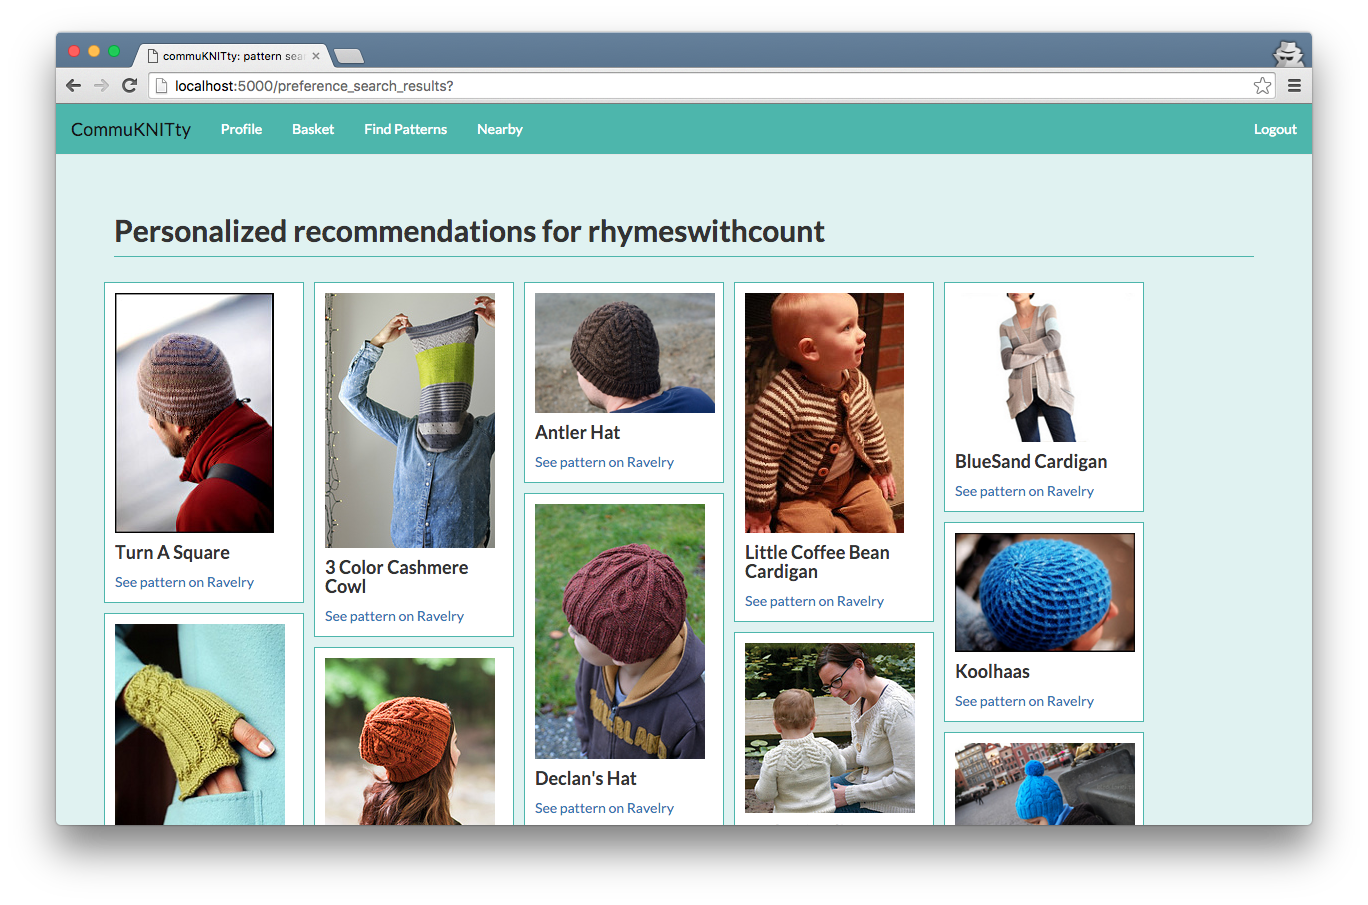 commuKNITty: pattern sear
localhost:5000/preference_search_results?
CommuKNITty Profile Basket Find Patterns Nearby Logout
Personalized recommendations for rhymeswithcount
Turn A Square
See pattern on Ravelry
3 Color Cashmere
Cowl
See pattern on Ravelry
Antler Hat
See pattern on Ravelry
Declan's Hat
See pattern on Ravelry
Little Coffee Bean
Cardigan
See pattern on Ravelry
BlueSand Cardigan
See pattern on Ravelry
Koolhaas
See pattern on Ravelry